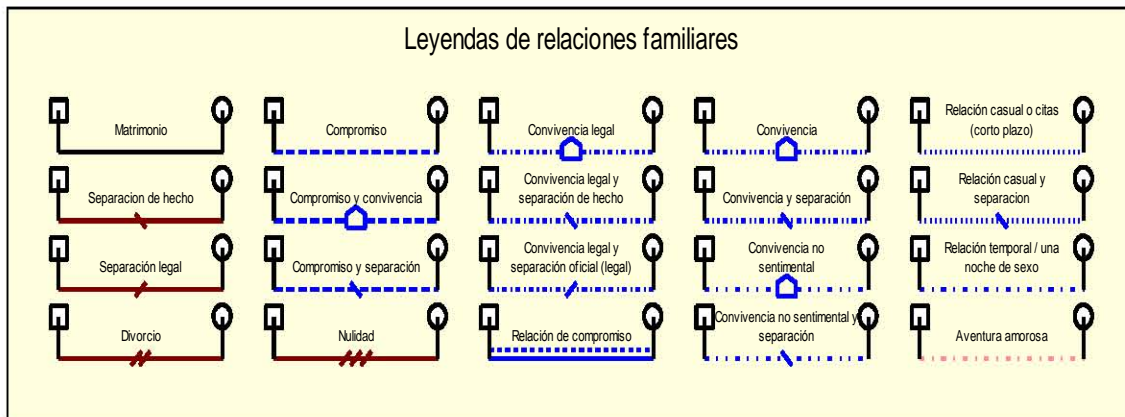 Leyendas de relaciones familiares
Matrimonio
Compromiso
Convivencia legal
Convivencia
Relación casual o citas
(corto plazo)
Separacion de hecho
Compromiso y convivencia
Convivencia legal y
separación de hecho
Convivencia y separación
Relación casual y
separacion
Separación legal
Compromiso y separación
Convivencia legal y
separación oficial (legal)
Convivencia no
sentimental
Relación temporal / una
noche de sexo
Divorcio
Nulidad
Relación de compromiso
Convivencia no sentimental y
separación
Aventura amorosa